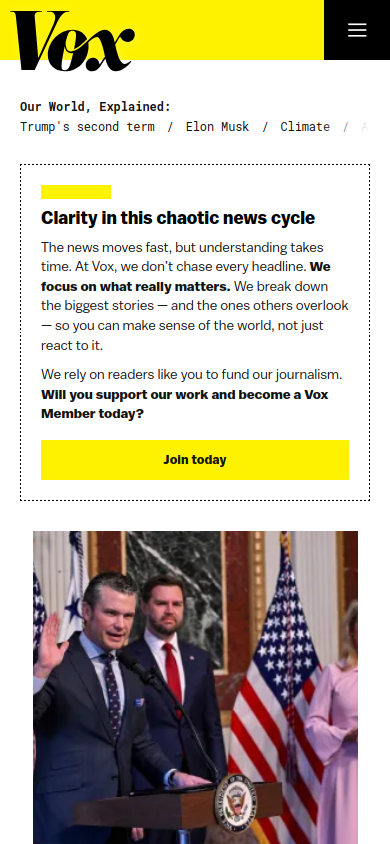 Vox
Our World, Explained:
Trump's second term / Elon Musk / Climate /
Clarity in this chaotic news cycle
The news moves fast, but understanding takes
time. At Vox, we don’t chase every headline. We
focus on what really matters. We break down
the biggest stories — and the ones others overlook
— so you can make sense of the world, not just
react to it.
We rely on readers like you to fund our journalism.
Will you support our work and become a Vox
Member today?
Join today